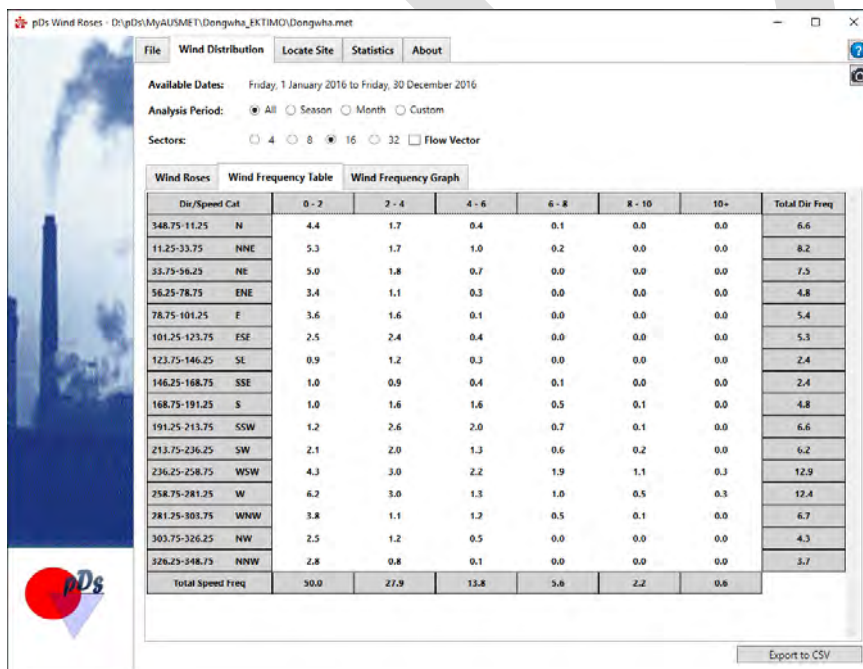 pDs Wind Roses - D:\pDs\MyAUSMET\Dongwha_EKTIMO\Dongwha.met
File Wind Distribution Locate Site Statistics About
Available Dates: Friday, 1 January 2016 to Friday, 30 December 2016
Analysis Period: All Season Month Custom
Sectors: 4 8 16 32 Flow Vector
Wind Roses Wind Frequency Table Wind Frequency Graph
Dir/Speed Cat 0 - 2 2 - 4 4 - 6 6 - 8 8 - 10 10+ Total Dir Freq
348.75-11.25 N 4.4 1.7 0.4 0.1 0.0 0.0 6.6
11.25-33.75 NNE 5.3 1.7 1.0 0.2 0.0 0.0 8.2
33.75-56.25 NE 5.0 1.8 0.7 0.0 0.0 0.0 7.5
56.25-78.75 ENE 3.4 1.1 0.3 0.0 0.0 0.0 4.8
78.75-101.25 E 3.6 1.6 0.1 0.0 0.0 0.0 5.4
101.25-123.75 ESE 2.5 2.4 0.4 0.0 0.0 0.0 5.3
123.75-146.25 SE 0.9 1.2 0.3 0.0 0.0 0.0 2.4
146.25-168.75 SSE 1.0 0.9 0.4 0.1 0.0 0.0 2.4
168.75-191.25 S 1.0 1.6 1.6 0.5 0.1 0.0 4.8
191.25-213.75 SSW 1.2 2.6 2.0 0.7 0.1 0.0 6.6
213.75-236.25 SW 2.1 2.0 1.3 0.6 0.2 0.0 6.2
236.25-258.75 WSW 4.3 3.0 2.2 1.9 1.1 0.3 12.9
258.75-281.25 W 6.2 3.0 1.3 1.0 0.5 0.3 12.4
281.25-303.75 WNW 3.8 1.1 1.2 0.5 0.1 0.0 6.7
303.75-326.25 NW 2.5 1.2 0.5 0.0 0.0 0.0 4.3
326.25-348.75 NNW 2.8 0.8 0.1 0.0 0.0 0.0 3.7
Total Speed Freq 50.0 27.9 13.8 5.6 2.2 0.6
pDs
Export to CSV